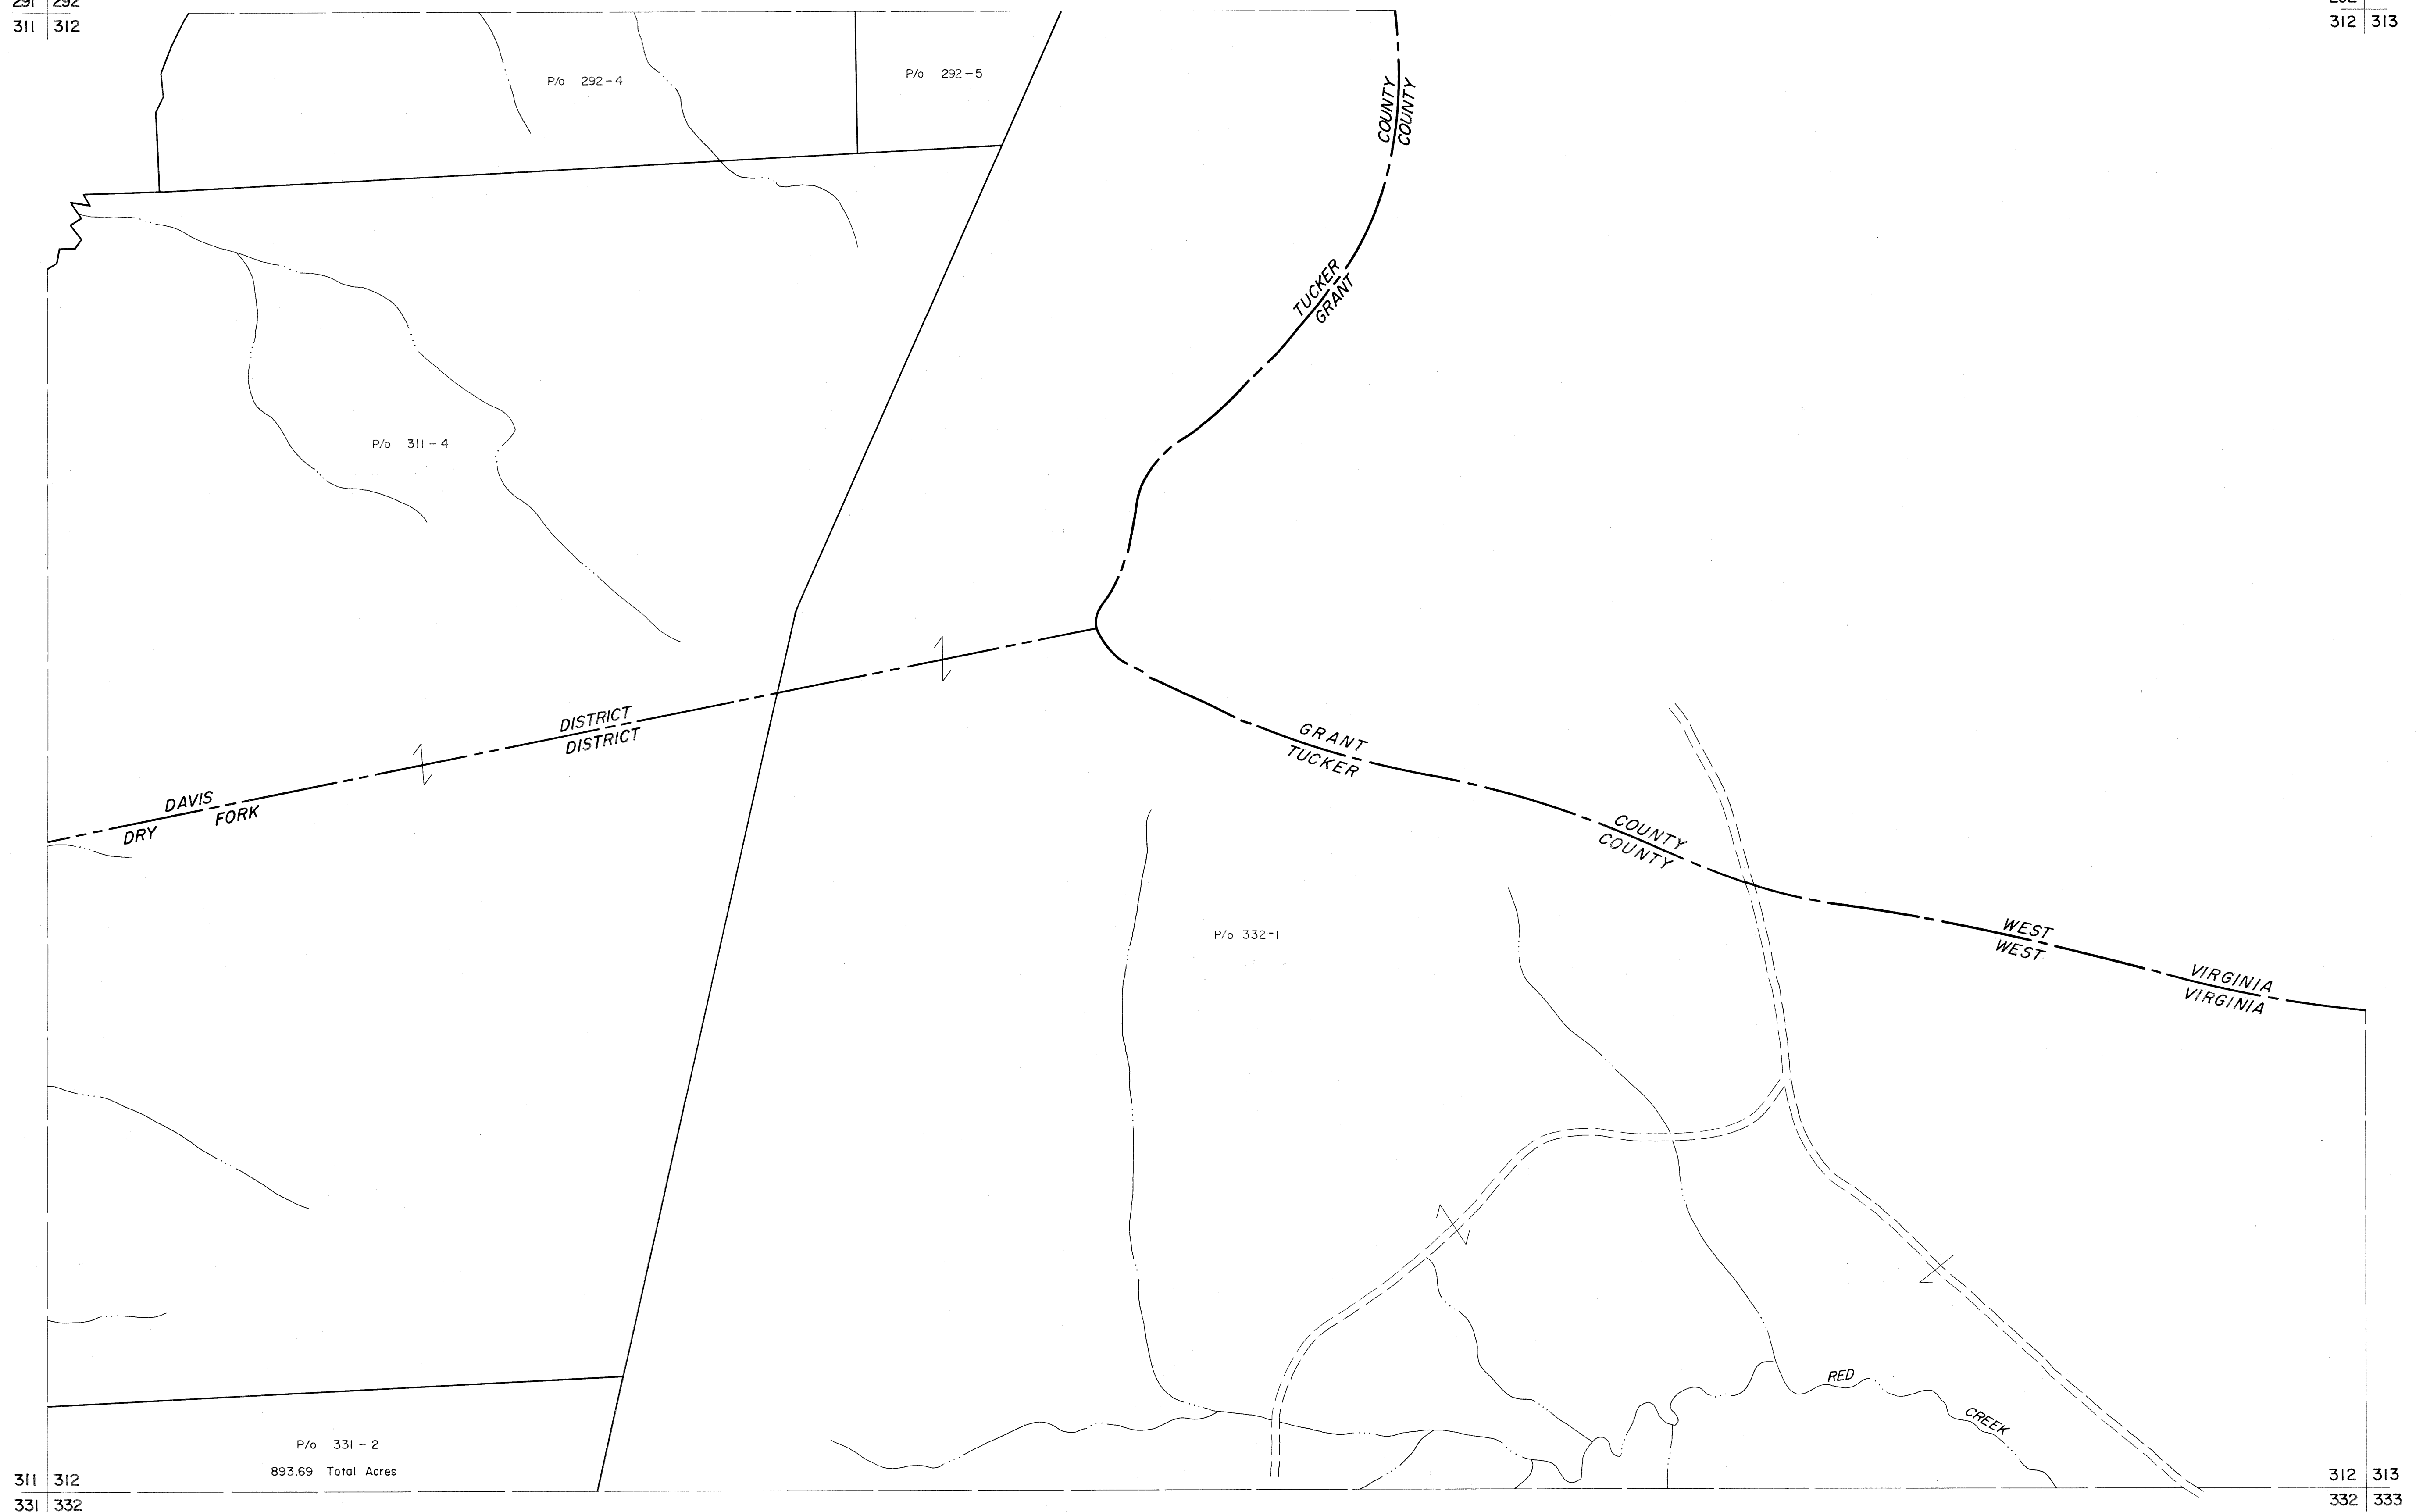 291 292
311 312
312 313
P/o 292-4
P/o 292-5
COUNTY
COUNTY
TUCKER
GRANT
P/o 311-4
DISTRICT
DISTRICT
DAVIS
DRY FORK
GRANT
TUCKER
COUNTY
COUNTY
P/o 332-1
WEST
WEST
VIRGINIA
VIRGINIA
RED
CREEK
P/o 331-2
893.69 Total Acres
311 312
331 332
312 313
332 333